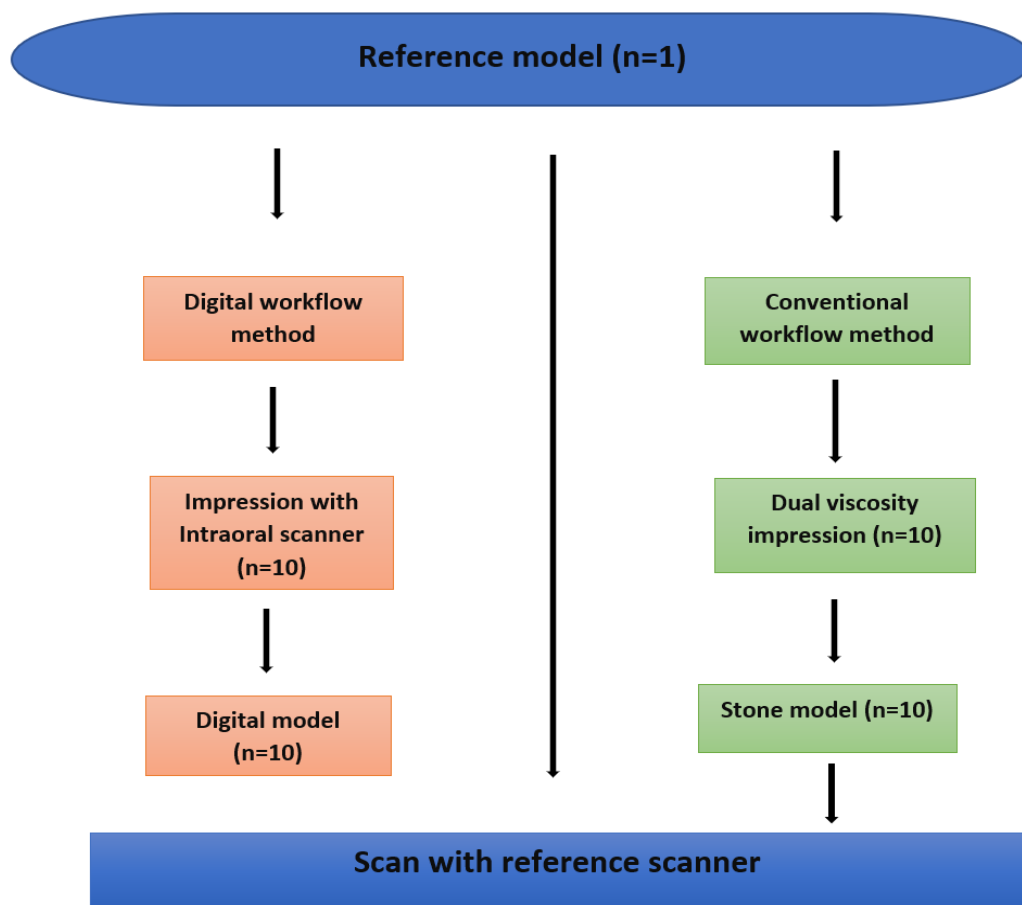 Reference model (n=1)
Digital workflow
method
Impression with
Intraoral scanner
(n=10)
Digital model
(n=10)
Conventional
workflow method
Dual viscosity
impression (n=10)
Stone model (n=10)
Scan with reference scanner